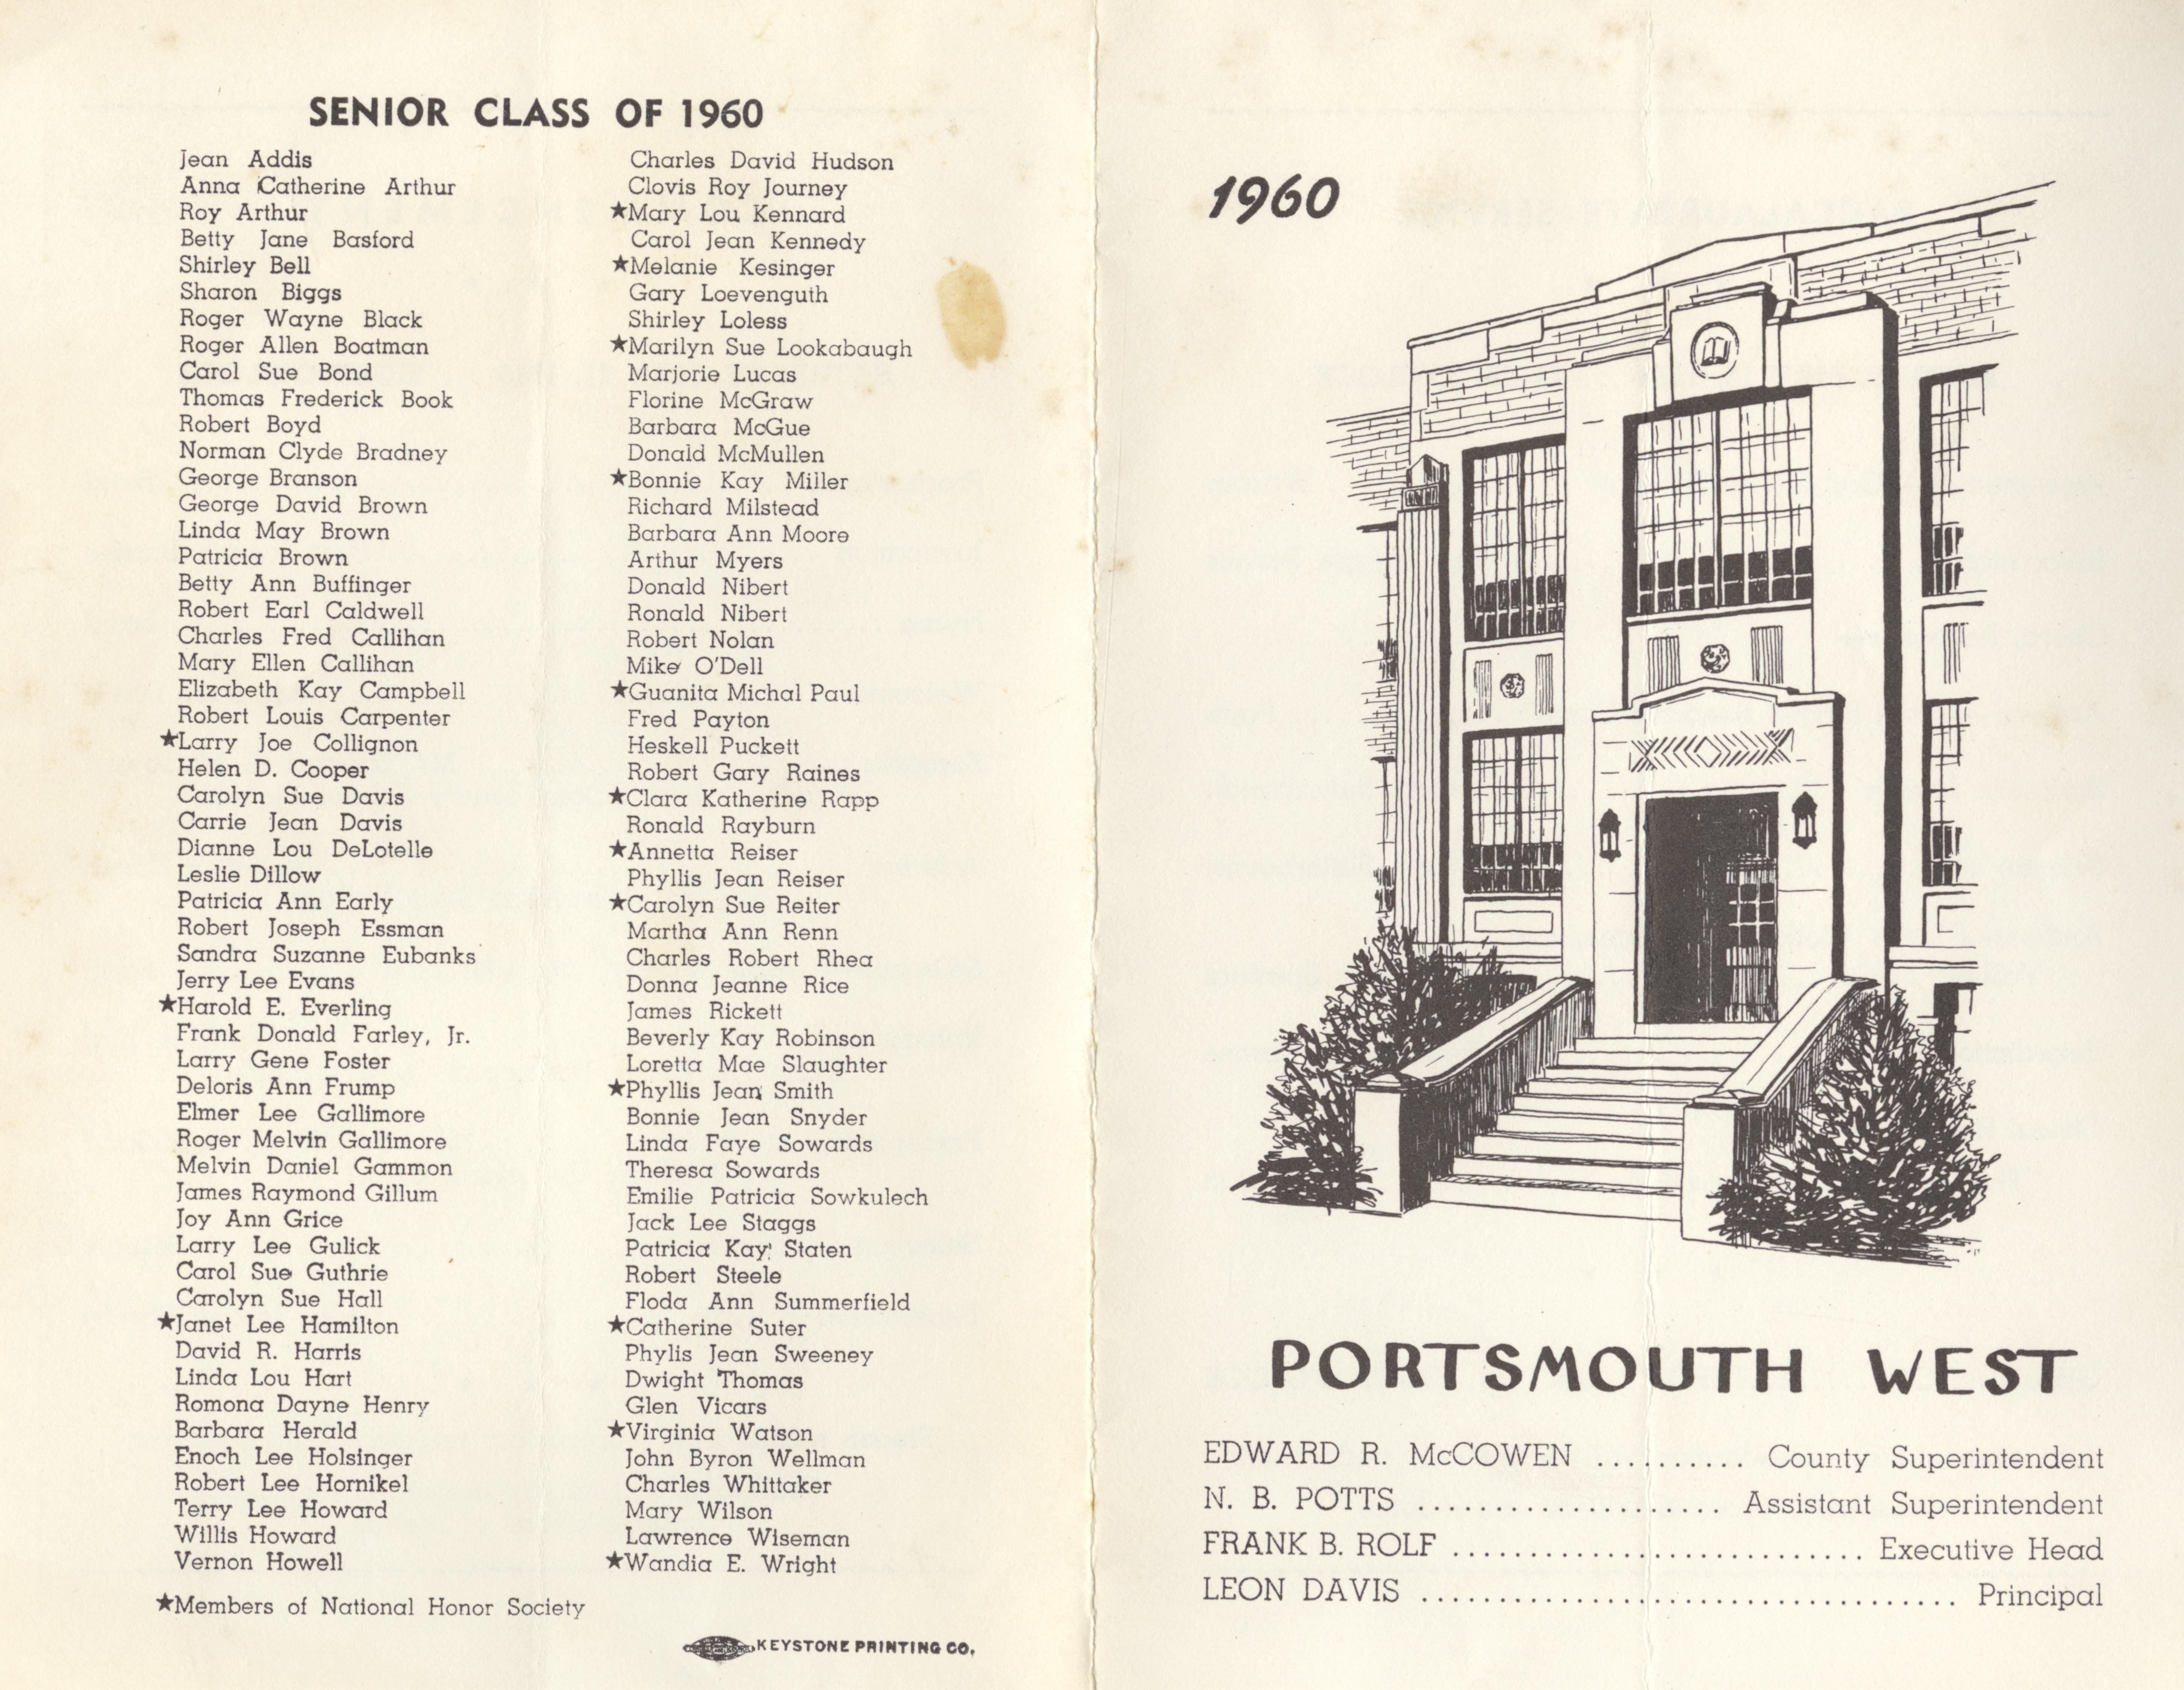 SENIOR CLASS OF 1960
Jean Addis
Anna Catherine Arthur
Roy Arthur
Betty Jane Basford
Shirley Bell
Sharon Biggs
Roger Wayne Black
Roger Allen Boatman
Carol Sue Bond
Thomas Frederick Book
Robert Boyd
Norman Clyde Bradney
George Branson
George David Brown
Linda May Brown
Patricia Brown
Betty Ann Buffinger
Robert Earl Caldwell
Charles Fred Callihan
Mary Ellen Callihan
Elizabeth Kay Campbell
Robert Louis Carpenter
★Larry Joe Collignon
Helen D. Cooper
Carolyn Sue Davis
Carrie Jean Davis
Dianne Lou DeLotelle
Leslie Dillow
Patricia Ann Early
Robert Joseph Essman
Sandra Suzanne Eubanks
Jerry Lee Evans
★Harold E. Everling
Frank Donald Farley, Jr.
Larry Gene Foster
Deloris Ann Frump
Elmer Lee Gallimore
Roger Melvin Gallimore
Melvin Daniel Gammon
James Raymond Gillum
Joy Ann Grice
Larry Lee Gulick
Carol Sue Guthrie
Carolyn Sue Hall
★Janet Lee Hamilton
David R. Harris
Linda Lou Hart
Romona Dayne Henry
Barbara Herald
Enoch Lee Holsinger
Robert Lee Hornikel
Terry Lee Howard
Willis Howard
Vernon Howell
Charles David Hudson
Clovis Roy Journey
★Mary Lou Kennard
Carol Jean Kennedy
★Melanie Kesinger
Gary Loevenguth
Shirley Loless
★Marilyn Sue Lookabaugh
Marjorie Lucas
Florine McGraw
Barbara McGue
Donald McMullen
★Bonnie Kay Miller
Richard Milstead
Barbara Ann Moore
Arthur Myers
Donald Nibert
Ronald Nibert
Robert Nolan
Mike O'Dell
★Guanita Michal Paul
Fred Payton
Heskell Puckett
Robert Gary Raines
★Clara Katherine Rapp
Ronald Rayburn
★Annetta Reiser
Phyllis Jean Reiser
★Carolyn Sue Reiter
Martha Ann Renn
Charles Robert Rhea
Donna Jeanne Rice
James Rickett
Beverly Kay Robinson
Loretta Mae Slaughter
★Phyllis Jean Smith
Bonnie Jean Snyder
Linda Faye Sowards
Theresa Sowards
Emilie Patricia Sowkulech
Jack Lee Staggs
Patricia Kay Staten
Robert Steele
Floda Ann Summerfield
★Catherine Suter
Phylis Jean Sweeney
Dwight Thomas
Glen Vicars
★Virginia Watson
John Byron Wellman
Charles Whittaker
Mary Wilson
Lawrence Wiseman
★Wandia E. Wright
★Members of National Honor Society
KEYSTONE PRINTING CO.
1960
PORTSMOUTH WEST
EDWARD R. McCOWEN .......... County Superintendent
N. B. POTTS .................... Assistant Superintendent
FRANK B. ROLF ........................... Executive Head
LEON DAVIS ................................... Principal